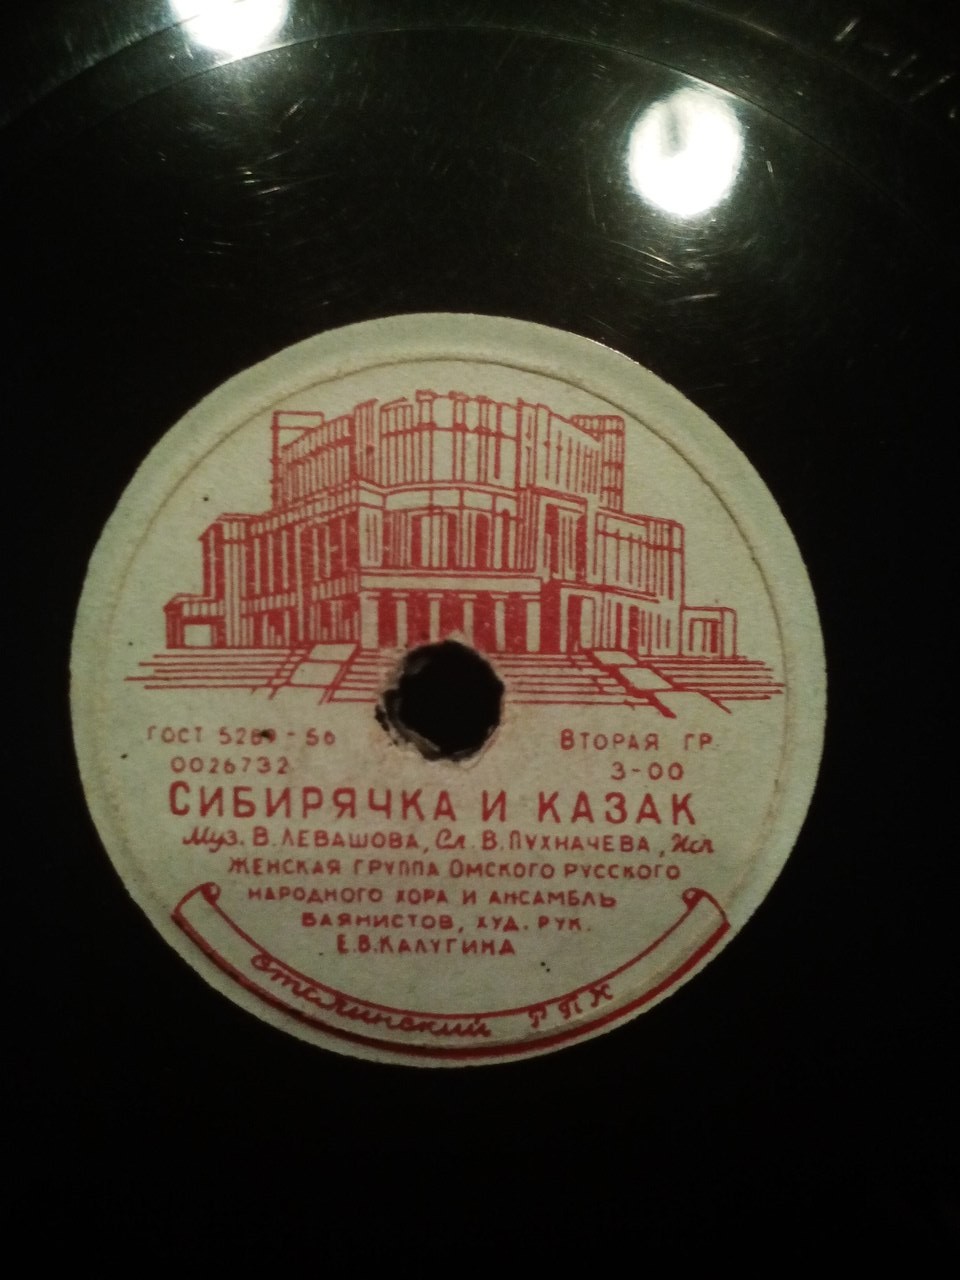 ГОСТ 5289-56
ВТОРАЯ ГР.
0026732
3-00
СИБИРЯЧКА И КАЗАК
Муз. В. ЛЕВАШОВА, Сл. В. ПУХНАЧЕВА, Исп
ЖЕНСКАЯ ГРУППА ОМСКОГО РУССКОГО
НАРОДНОГО ХОРА И АНСАМБЛЬ
БАЯНИСТОВ, ХУД. РУК.
Е.В.КАЛУГИНА
Сталинский РПК